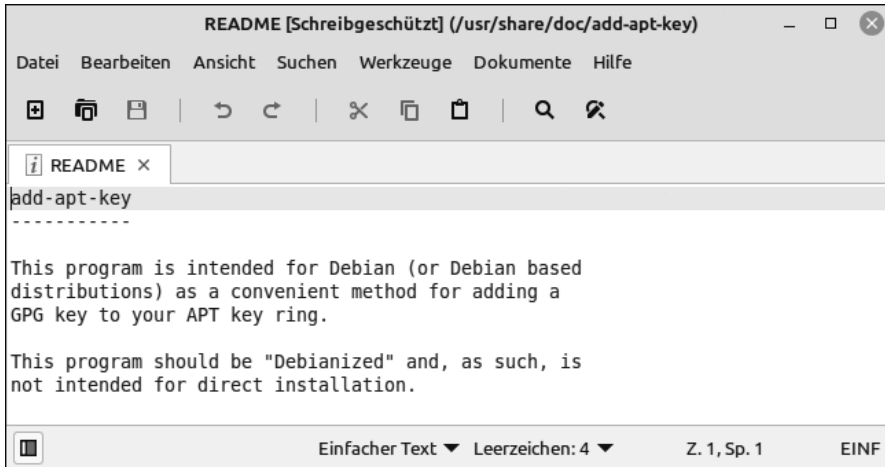 README [Schreibgeschützt] (/usr/share/doc/add-apt-key)
Datei Bearbeiten Ansicht Suchen Werkzeuge Dokumente Hilfe
i README ×
add-apt-key
-----------
This program is intended for Debian (or Debian based
distributions) as a convenient method for adding a
GPG key to your APT key ring.
This program should be "Debianized" and, as such, is
not intended for direct installation.
Einfacher Text Leerzeichen: 4 Z. 1, Sp. 1 EINF